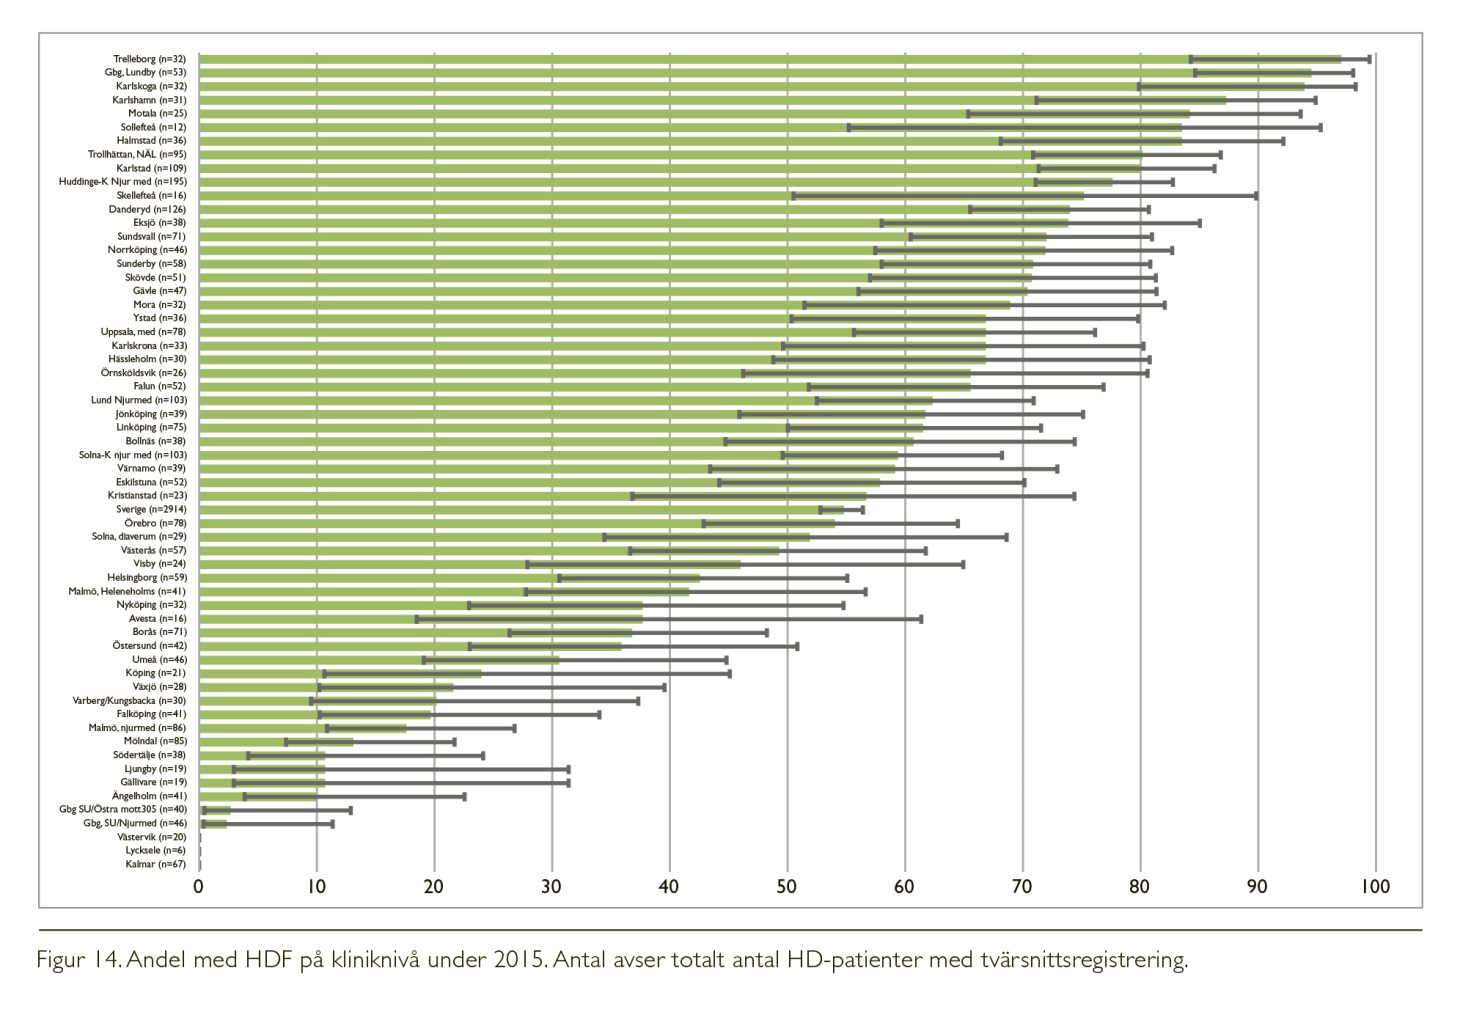 Trelleborg (n=32)
Gbg, Lundby (n=53)
Karlskoga (n=32)
Karlshamn (n=31)
Motala (n=25)
Sollefteå (n=12)
Halmstad (n=36)
Trollhättan, NÄL (n=95)
Karlstad (n=109)
Huddinge-K Njur med (n=195)
Skellefteå (n=16)
Danderyd (n=126)
Eksjö (n=38)
Sundsvall (n=71)
Norrköping (n=46)
Sunderby (n=58)
Skövde (n=51)
Gävle (n=47)
Mora (n=32)
Ystad (n=36)
Uppsala, med (n=78)
Karlskrona (n=33)
Hässleholm (n=30)
Örnsköldsvik (n=26)
Falun (n=52)
Lund Njurmed (n=103)
Jönköping (n=39)
Linköping (n=75)
Bollnäs (n=38)
Solna-K njur med (n=103)
Värnamo (n=39)
Eskilstuna (n=52)
Kristianstad (n=23)
Sverige (n=2914)
Örebro (n=78)
Solna, diaverum (n=29)
Västerås (n=57)
Visby (n=24)
Helsingborg (n=59)
Malmö, Heleneholms (n=41)
Nyköping (n=32)
Avesta (n=16)
Borås (n=71)
Östersund (n=42)
Umeå (n=46)
Köping (n=21)
Växjö (n=28)
Varberg/Kungsbacka (n=30)
Falköping (n=41)
Malmö, njurmed (n=86)
Mölndal (n=85)
Södertälje (n=38)
Ljungby (n=19)
Gällivare (n=19)
Ängelholm (n=41)
Gbg SU/Östra mott305 (n=40)
Gbg, SU/Njurmed (n=46)
Västervik (n=20)
Lycksele (n=6)
Kalmar (n=67)
0 10 20 30 40 50 60 70 80 90 100
Figur 14. Andel med HDF på kliniknivå under 2015. Antal avser totalt antal HD-patienter med tvärsnittsregistrering.